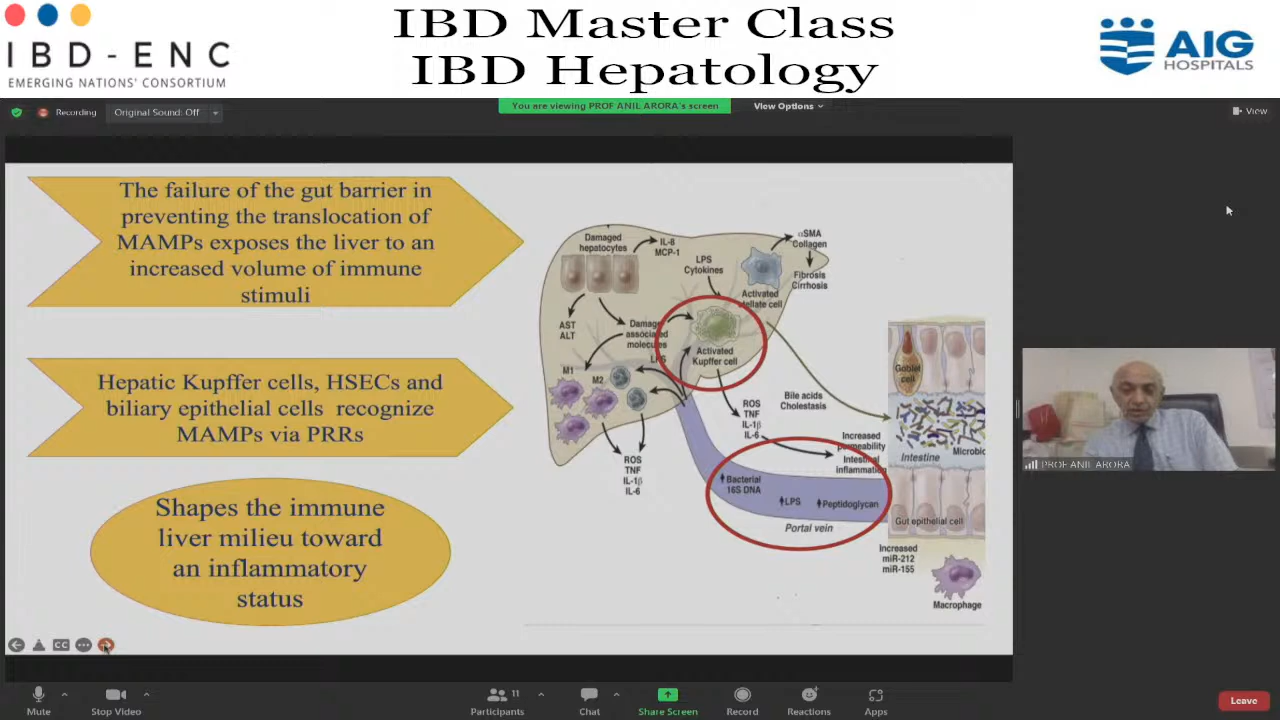 IBD-ENC
EMERGING NATIONS' CONSORTIUM
IBD Master Class
IBD Hepatology
AIG
HOSPITALS
You are viewing PROF ANIL ARORA's screen
View Options
Recording
Original Sound: Off
View
The failure of the gut barrier in
preventing the translocation of
MAMPs exposes the liver to an
increased volume of immune
stimuli
Hepatic Kupffer cells, HSECs and
biliary epithelial cells recognize
MAMPs via PRRs
Shapes the immune
liver milieu toward
an inflammatory
status
Damaged
hepatocytes
IL-8
MCP-1
LPS
Cytokines
αSMA
Collagen
Fibrosis
Cirrhosis
Activated
stellate cell
AST
ALT
Damage
associated
molecules
LPS
Activated
Kupffer cell
M1
M2
ROS
TNF
IL-1β
IL-6
ROS
TNF
IL-1β
IL-6
Bile acids
Cholestasis
Increased
permeability
Intestinal
inflammation
Goblet
cell
Intestine
Microbio
Bacterial
16S DNA
LPS
Peptidoglycan
Portal vein
Gut epithelial cell
Increased
miR-212
miR-155
Macrophage
PROF ANIL ARORA
CC
Mute
Stop Video
Participants
11
Chat
Share Screen
Record
Reactions
Apps
Leave